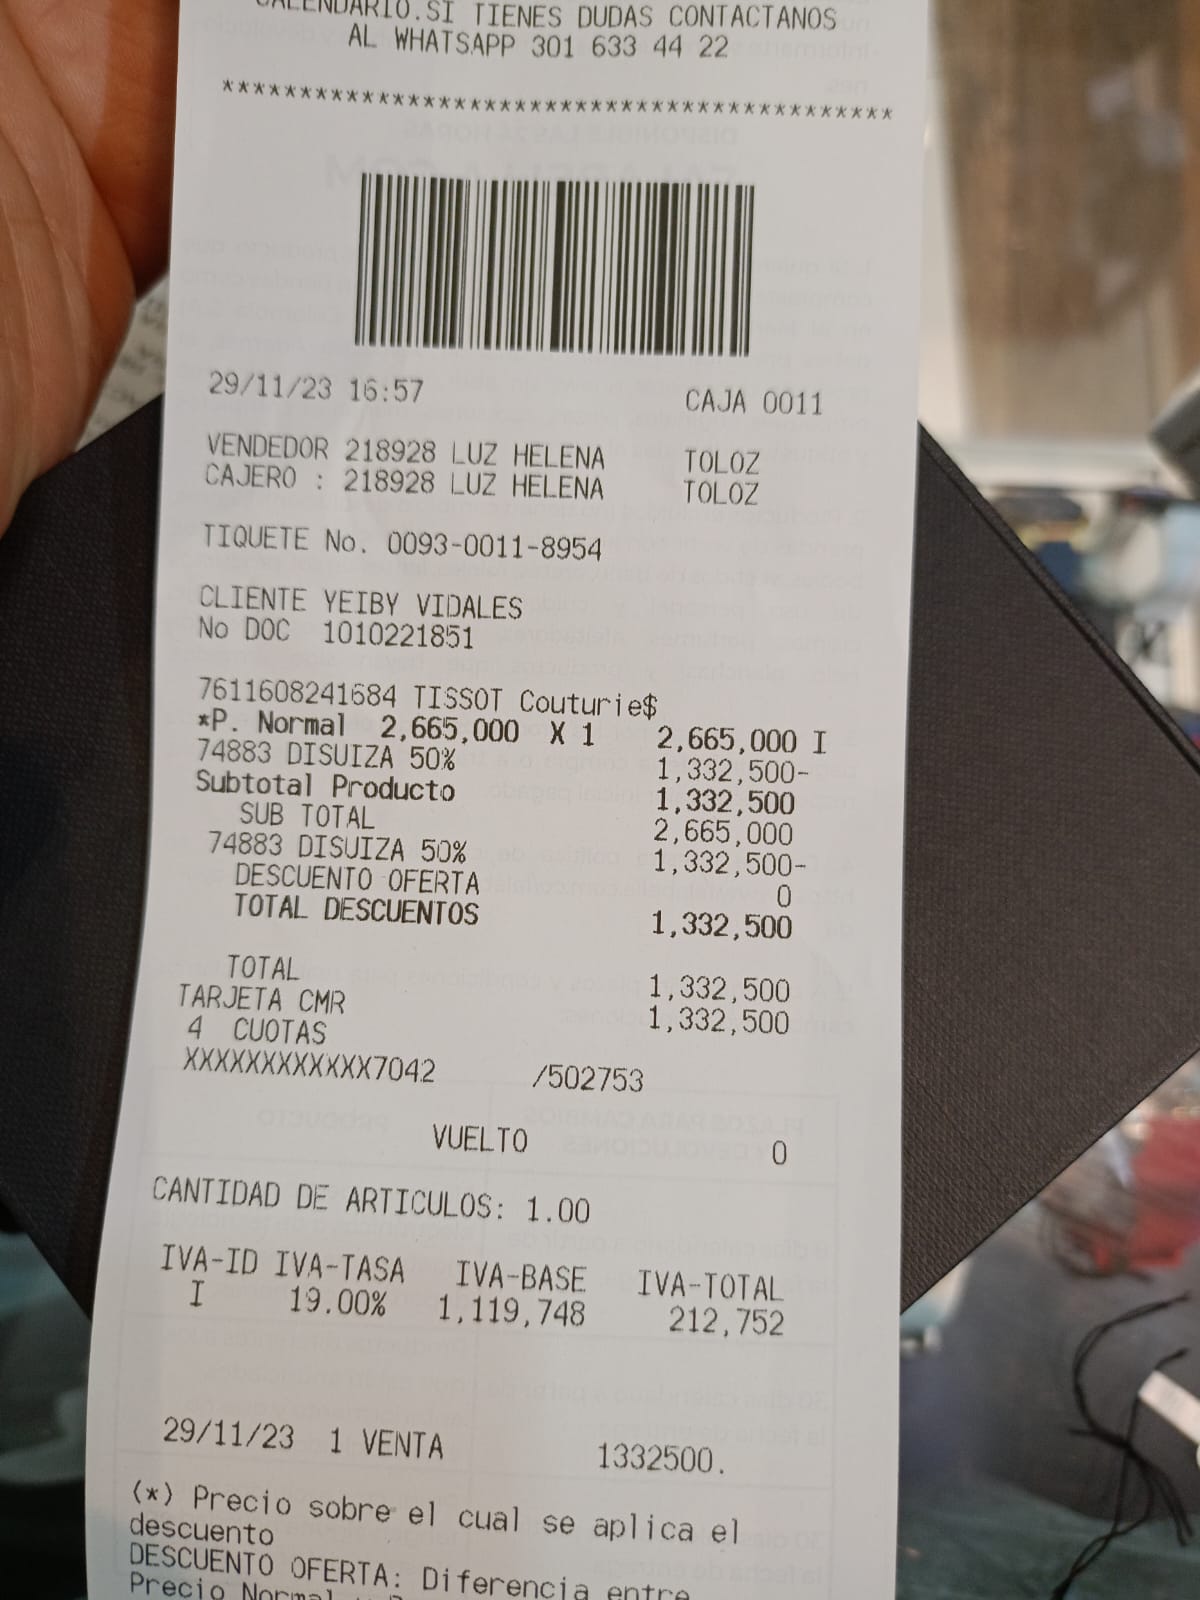 CALENDARIO.SI TIENES DUDAS CONTACTANOS
AL WHATSAPP 301 633 44 22
*******************************************
29/11/23 16:57 CAJA 0011
VENDEDOR 218928 LUZ HELENA TOLOZ
CAJERO : 218928 LUZ HELENA TOLOZ
TIQUETE No. 0093-0011-8954
CLIENTE YEIBY VIDALES
No DOC 1010221851
7611608241684 TISSOT Couturie$
*P. Normal 2,665,000 X 1 2,665,000 I
74883 DISUIZA 50% 1,332,500-
Subtotal Producto 1,332,500
SUB TOTAL 2,665,000
74883 DISUIZA 50% 1,332,500-
DESCUENTO OFERTA 0
TOTAL DESCUENTOS 1,332,500
TOTAL 1,332,500
TARJETA CMR 1,332,500
4 CUOTAS
XXXXXXXXXXXX7042 /502753
VUELTO 0
CANTIDAD DE ARTICULOS: 1.00
IVA-ID IVA-TASA IVA-BASE IVA-TOTAL
I 19.00% 1,119,748 212,752
29/11/23 1 VENTA 1332500.
(*) Precio sobre el cual se aplica el
descuento
DESCUENTO OFERTA: Diferencia entre
Precio Normal